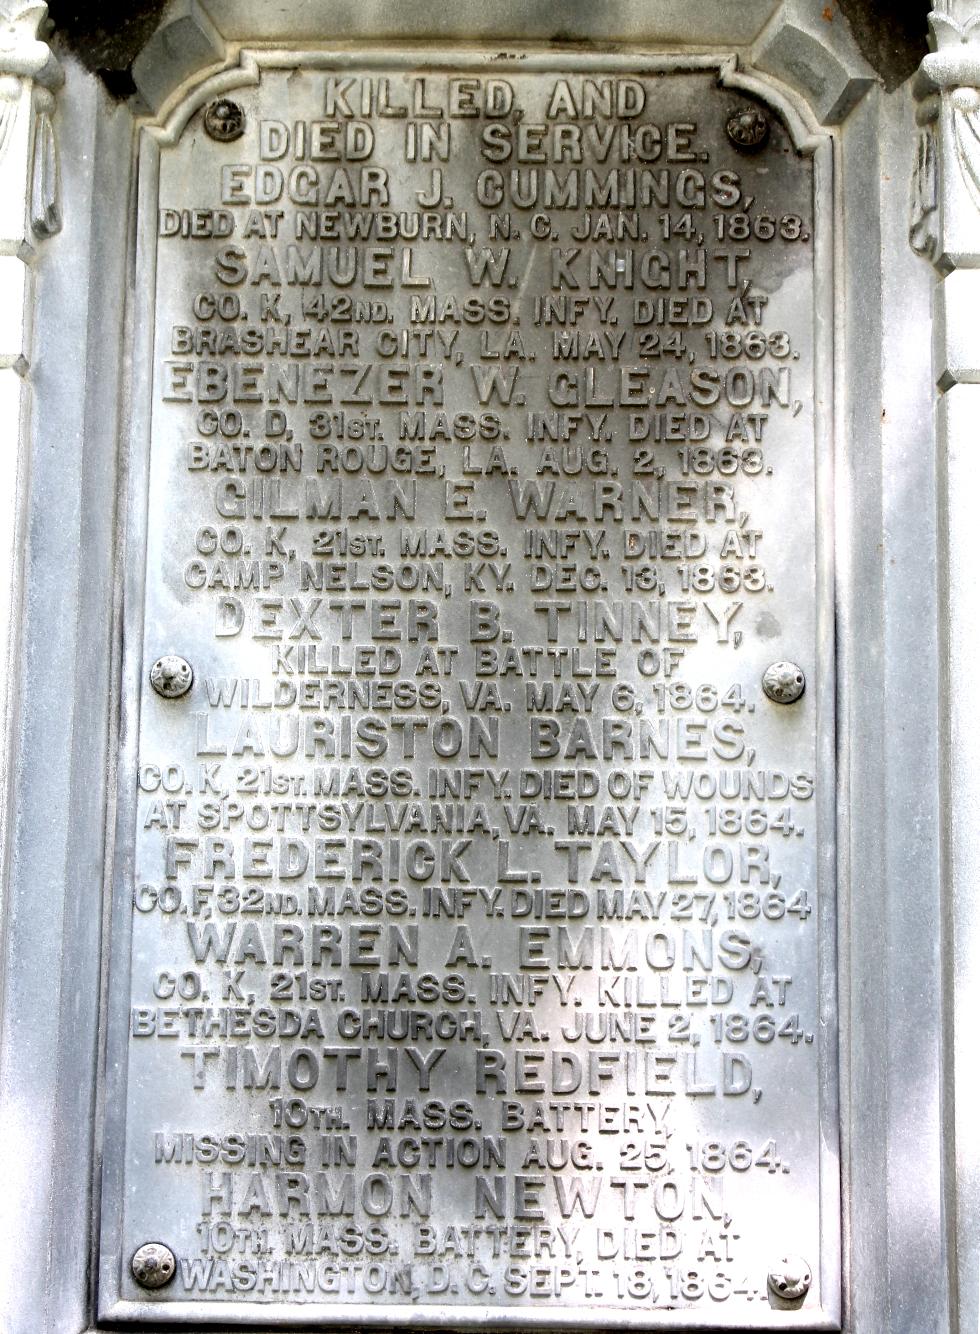 KILLED, AND
DIED IN SERVICE.
EDGAR J. CUMMINGS,
DIED AT NEWBURN, N. C. JAN. 14, 1863.
SAMUEL W. KNIGHT,
CO. K, 42ND. MASS. INFY. DIED AT
BRASHEAR CITY, LA. MAY 24, 1863.
EBENEZER W. GLEASON,
CO. D. 31ST. MASS. INFY. DIED AT
BATON ROUGE, LA. AUG. 2, 1863.
GILMAN E. WARNER,
CO. K, 21ST. MASS. INFY. DIED AT
CAMP NELSON, KY. DEC. 13, 1863.
DEXTER B. TINNEY,
KILLED AT BATTLE OF
WILDERNESS, VA. MAY 6, 1864.
LAURISTON BARNES,
CO. K, 21ST. MASS. INFY. DIED OF WOUNDS
AT SPOTTSYLVANIA, VA. MAY 15, 1864.
FREDERICK L. TAYLOR,
CO. F, 32ND. MASS. INFY. DIED MAY 27, 1864
WARREN A. EMMONS,
CO. K, 21ST. MASS. INFY. KILLED AT
BETHESDA CHURCH, VA. JUNE 2, 1864.
TIMOTHY REDFIELD,
10TH. MASS. BATTERY,
MISSING IN ACTION AUG. 25, 1864.
HARMON NEWTON,
10TH. MASS. BATTERY, DIED AT
WASHINGTON, D. C. SEPT. 18, 1864.